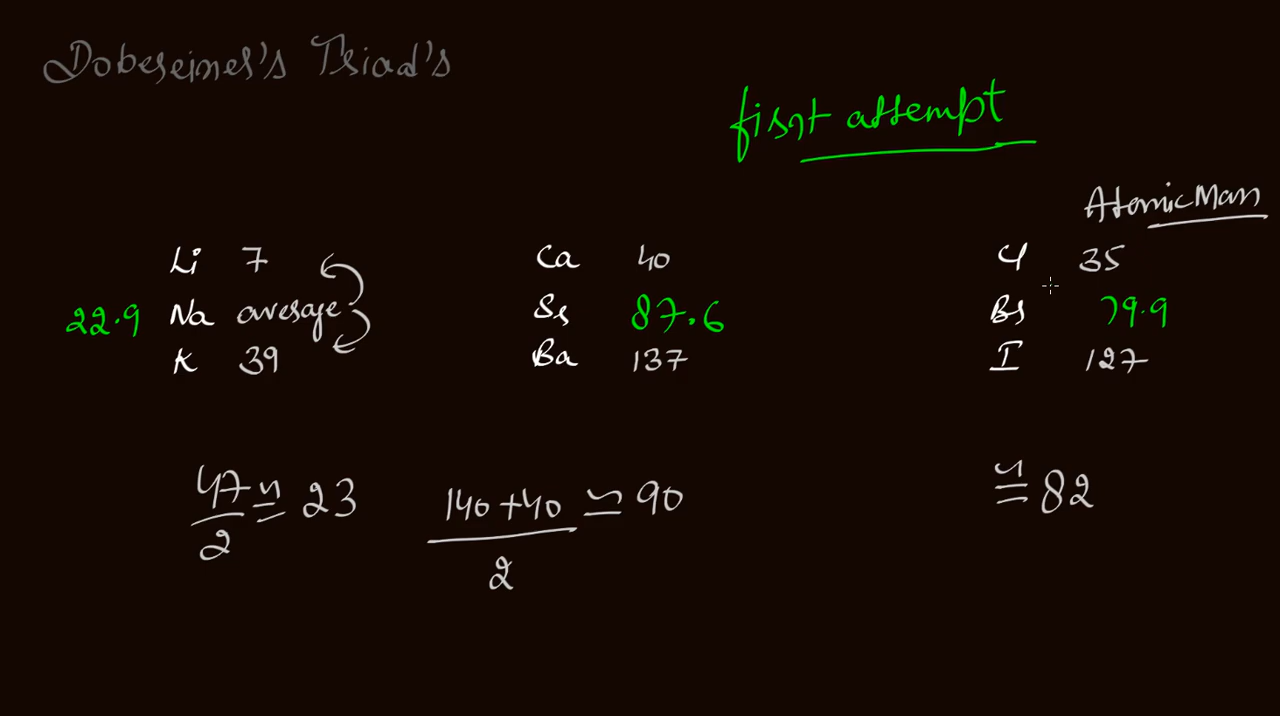 Dobereiner's Triad's
first attempt
Atomic Mass
Li 7 Ca 40 Cl 35
22.9 Na average Sr 87.6 Br 79.9
K 39 Ba 137 I 127
47/2 ≃ 23 140+40/2 ≃ 90 ≃ 82